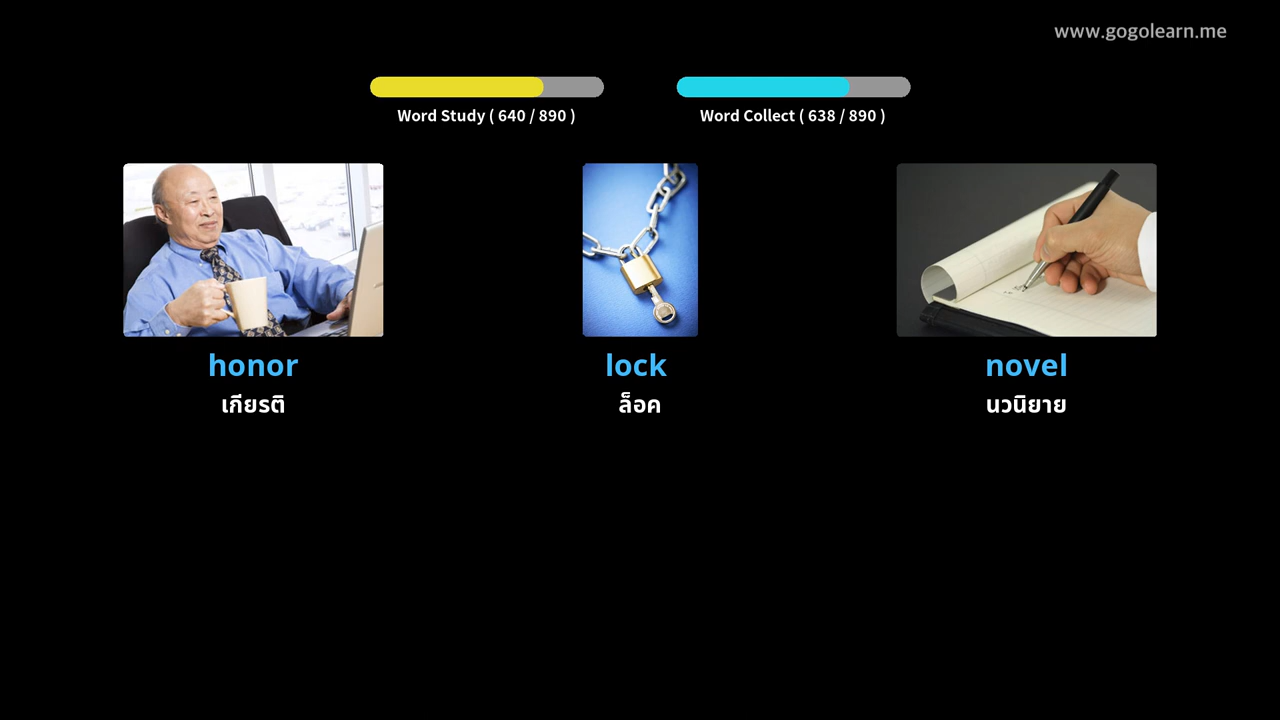 www.gogolearn.me
Word Study ( 640 / 890 )
Word Collect ( 638 / 890 )
honor
lock
novel
เกียรติ
ล็อค
นวนิยาย